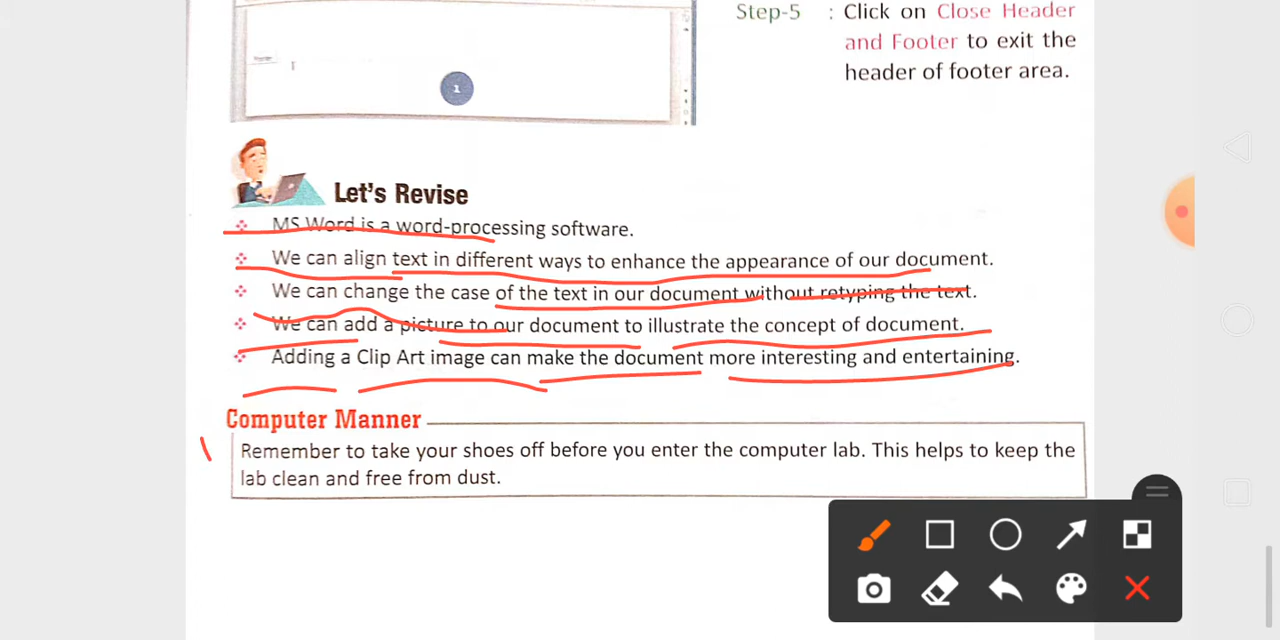 Step-5 : Click on Close Header
and Footer to exit the
header of footer area.
1
Let's Revise
MS Word is a word-processing software.
We can align text in different ways to enhance the appearance of our document.
We can change the case of the text in our document without retyping the text.
We can add a picture to our document to illustrate the concept of document.
Adding a Clip Art image can make the document more interesting and entertaining.
Computer Manner
Remember to take your shoes off before you enter the computer lab. This helps to keep the
lab clean and free from dust.